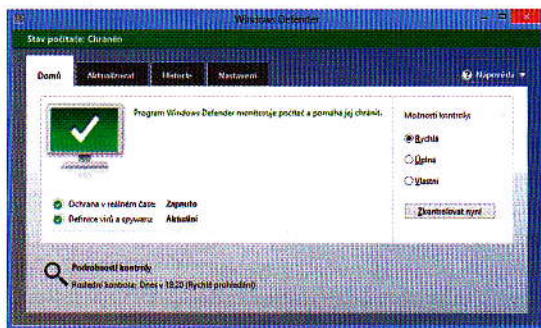 Windows Defender
Stav počítače: Chráněn
Domů
Aktualizovat
Historie
Nastavení
Nápověda
Program Windows Defender monitoruje počítač a pomáhá jej chránit.
Možnosti kontroly:
Rychlá
Úplná
Vlastní
Zkontrolovat nyní
Ochrana v reálném čase: Zapnuto
Definice virů a spywaru: Aktuální
Podrobnosti kontroly
Poslední kontrola: Dnes v 19:20 (Rychlé prohledání)